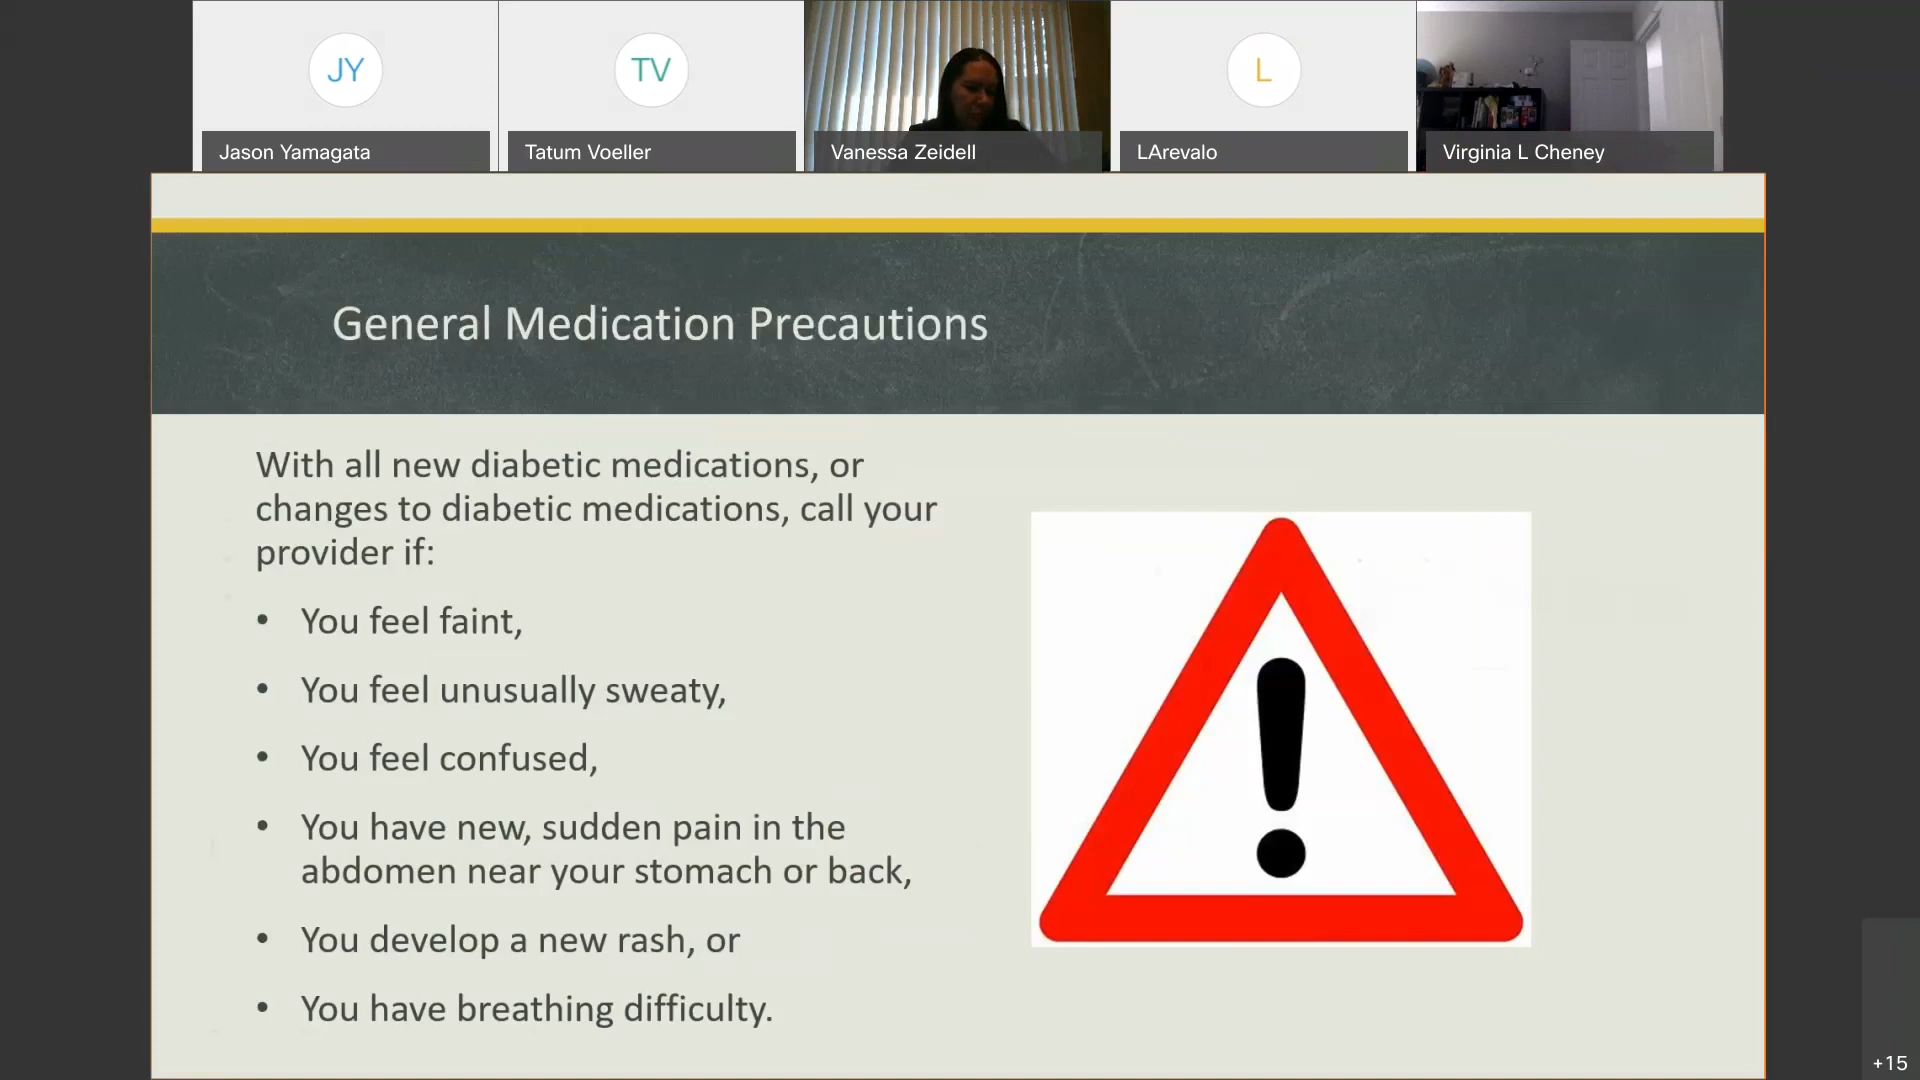 JY
TV
L
Jason Yamagata
Tatum Voeller
Vanessa Zeidell
LArevalo
Virginia L Cheney
General Medication Precautions
With all new diabetic medications, or
changes to diabetic medications, call your
provider if:
• You feel faint,
• You feel unusually sweaty,
• You feel confused,
• You have new, sudden pain in the
abdomen near your stomach or back,
• You develop a new rash, or
• You have breathing difficulty.
+15